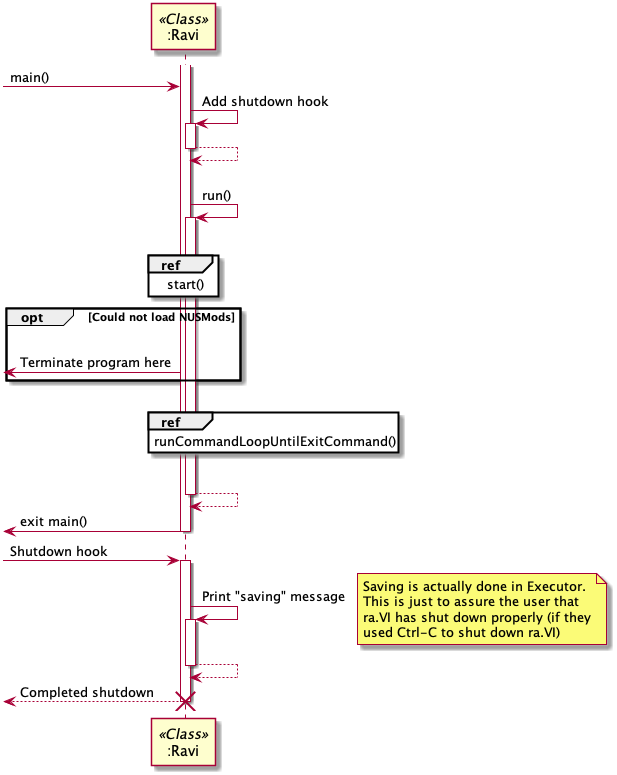 «Class»
:Ravi
main()
Add shutdown hook
run()
ref
start()
opt
[Could not load NUSMods]
Terminate program here
ref
runCommandLoopUntilExitCommand()
exit main()
Shutdown hook
Print "saving" message
Saving is actually done in Executor.
This is just to assure the user that
ra.VI has shut down properly (if they
used Ctrl-C to shut down ra.VI)
Completed shutdown
«Class»
:Ravi